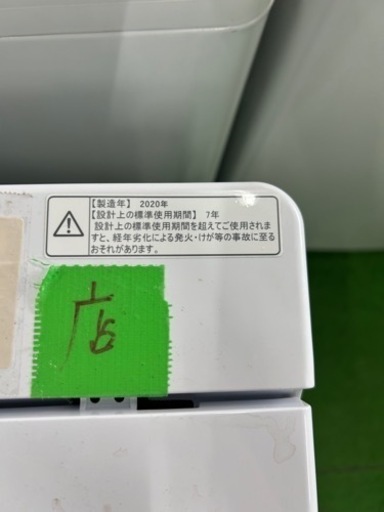 【製造年】 2020年
【設計上の標準使用期間】 7年
設計上の標準使用期間を超えてご使用されま
すと、経年劣化による発火・けが等の事故に至る
おそれがあります。
店